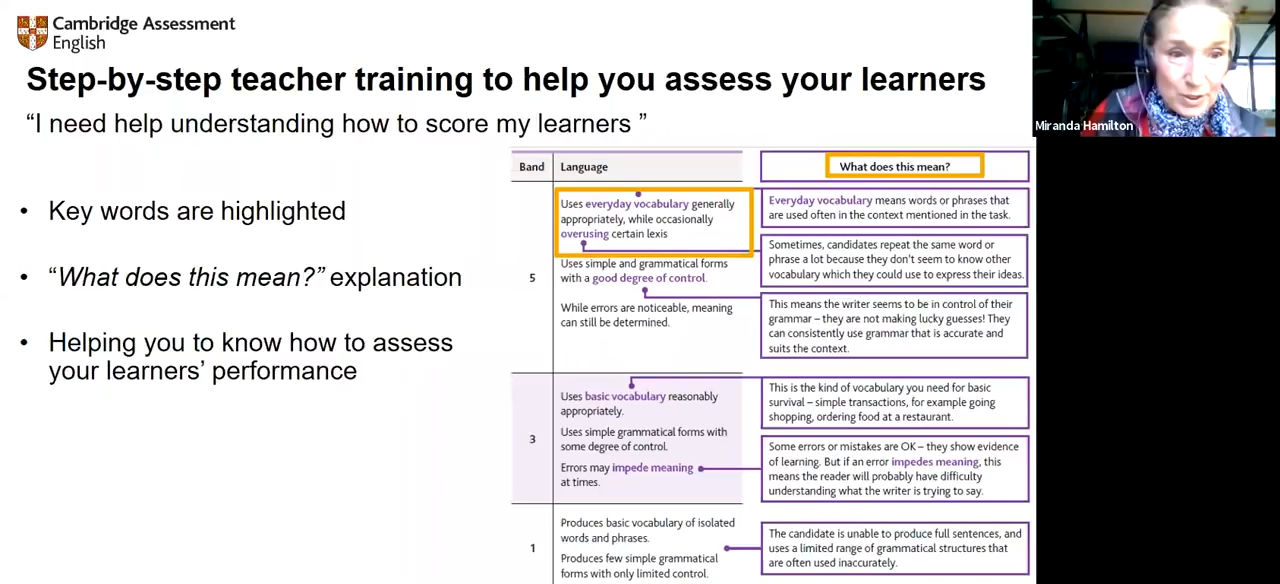 Cambridge Assessment
English
Step-by-step teacher training to help you assess your learners
“I need help understanding how to score my learners ”
Miranda Hamilton
• Key words are highlighted
• “What does this mean?” explanation
• Helping you to know how to assess
your learners’ performance
Band
Language
What does this mean?
5
Uses everyday vocabulary generally
appropriately, while occasionally
overusing certain lexis
Uses simple and grammatical forms
with a good degree of control.
While errors are noticeable, meaning
can still be determined.
Everyday vocabulary means words or phrases that
are used often in the context mentioned in the task.
Sometimes, candidates repeat the same word or
phrase a lot because they don’t seem to know other
vocabulary which they could use to express their ideas.
This means the writer seems to be in control of their
grammar – they are not making lucky guesses! They
can consistently use grammar that is accurate and
suits the context.
3
Uses basic vocabulary reasonably
appropriately.
Uses simple grammatical forms with
some degree of control.
Errors may impede meaning
at times.
This is the kind of vocabulary you need for basic
survival – simple transactions, for example going
shopping, ordering food at a restaurant.
Some errors or mistakes are OK – they show evidence
of learning. But if an error impedes meaning, this
means the reader will probably have difficulty
understanding what the writer is trying to say.
1
Produces basic vocabulary of isolated
words and phrases.
Produces few simple grammatical
forms with only limited control.
The candidate is unable to produce full sentences, and
uses a limited range of grammatical structures that
are often used inaccurately.